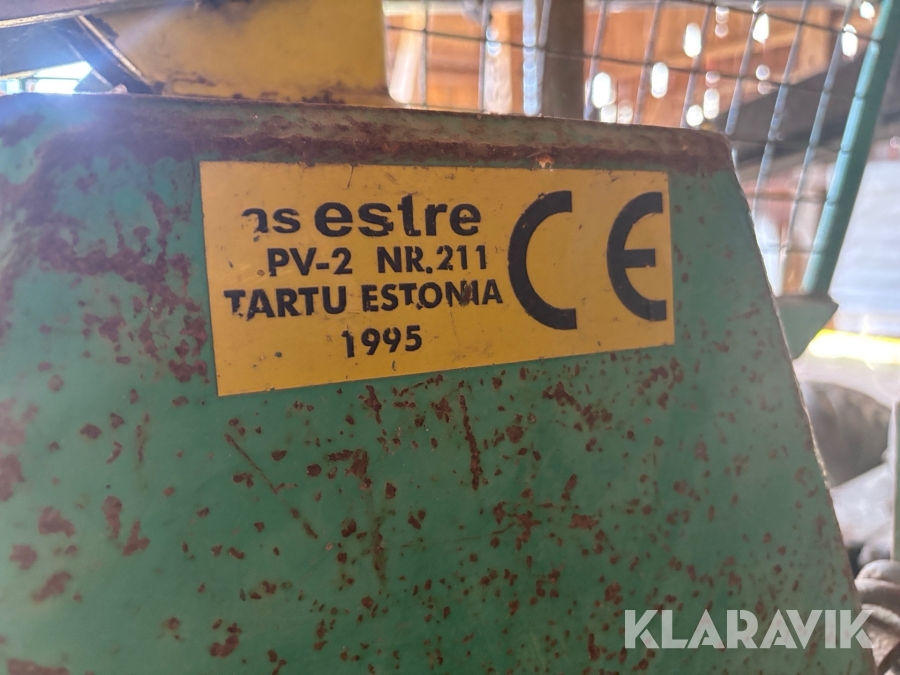 as estre
PV-2 NR.211
TARTU ESTONIA
1995
CE
KLARAVIK